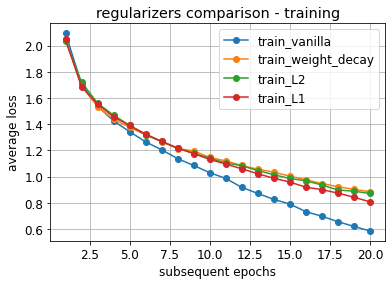 regularizers comparison - training
train_vanilla
train_weight_decay
train_L2
train_L1
average loss
2.0
1.8
1.6
1.4
1.2
1.0
0.8
0.6
2.5 5.0 7.5 10.0 12.5 15.0 17.5 20.0
subsequent epochs